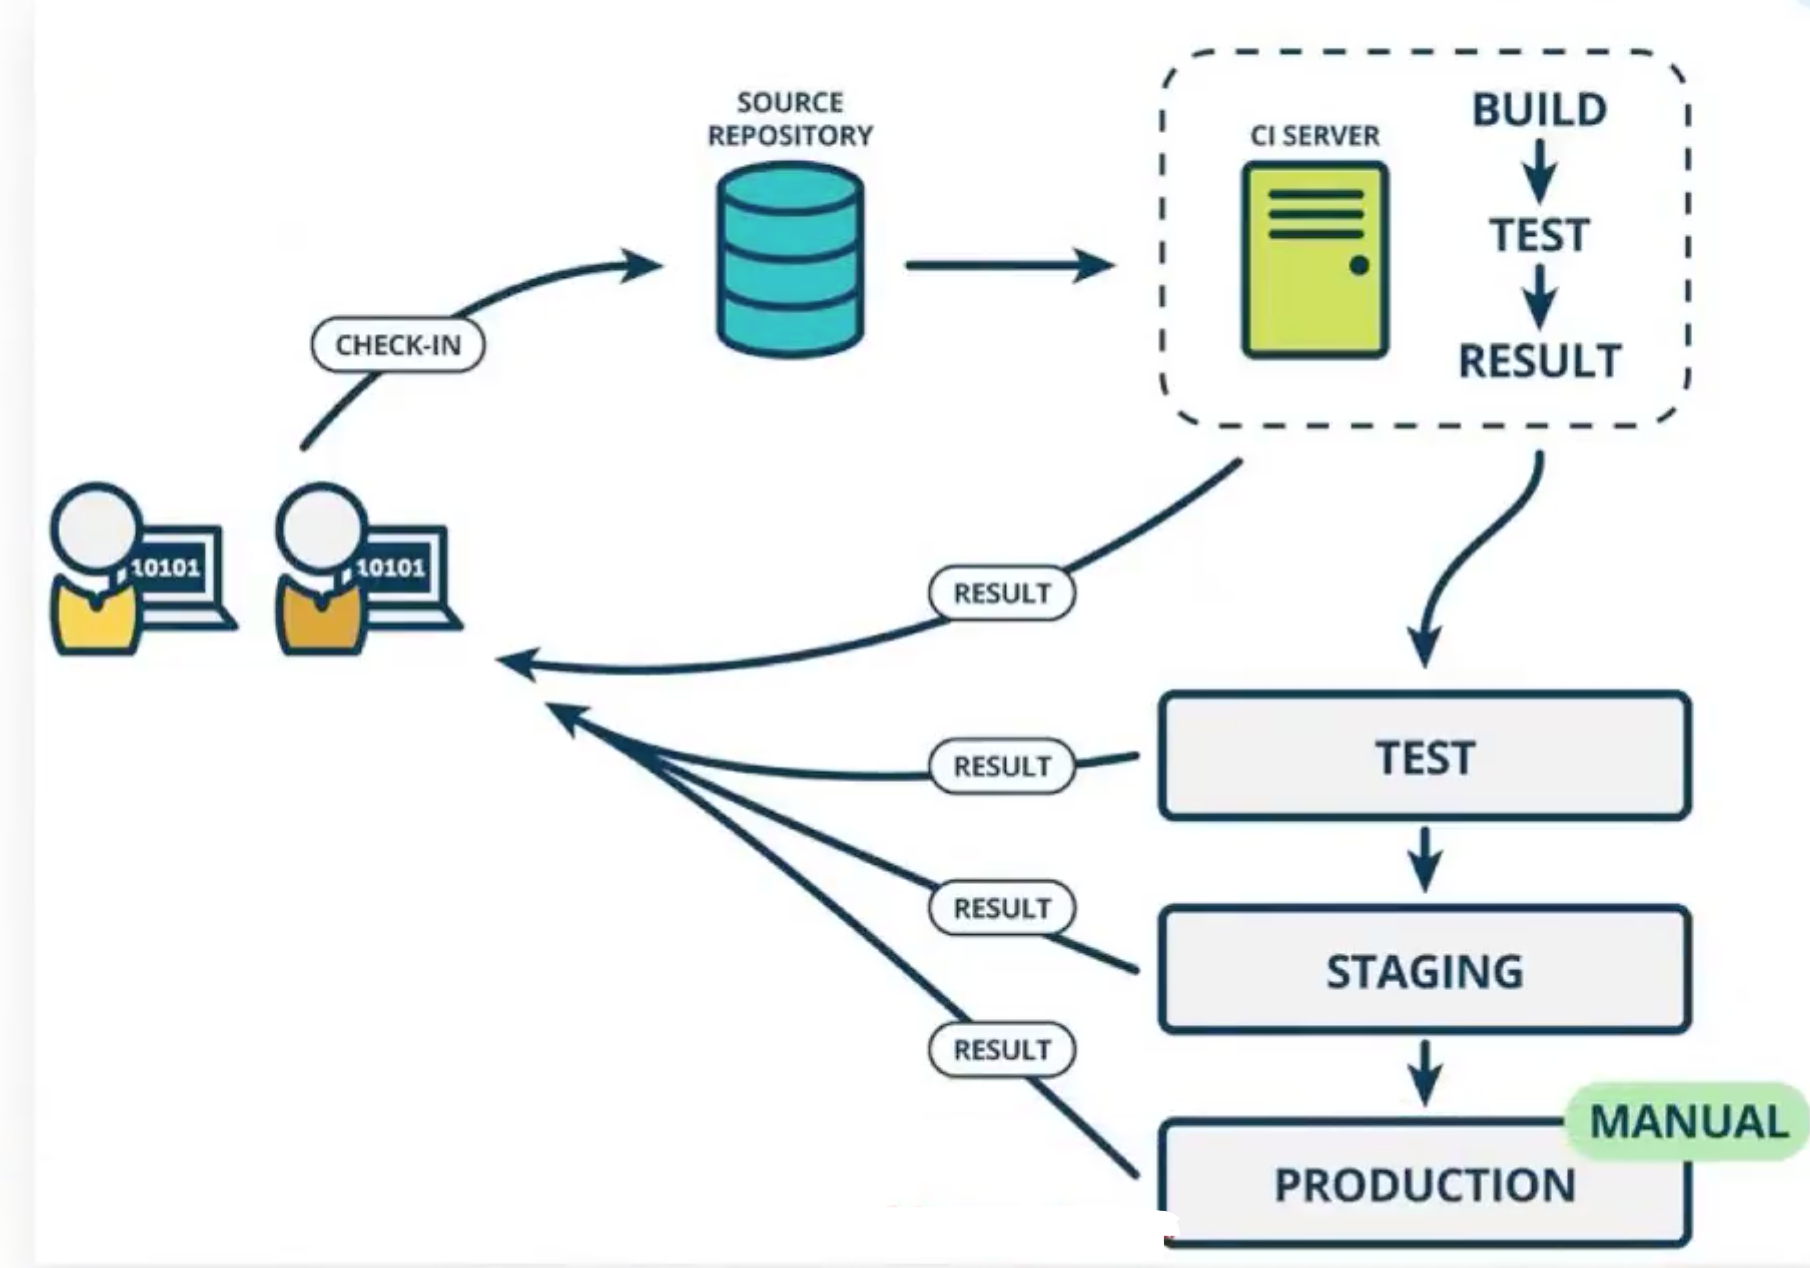 SOURCE
REPOSITORY
CI SERVER
BUILD
TEST
RESULT
CHECK-IN
10101
10101
RESULT
RESULT
TEST
RESULT
STAGING
RESULT
MANUAL
PRODUCTION